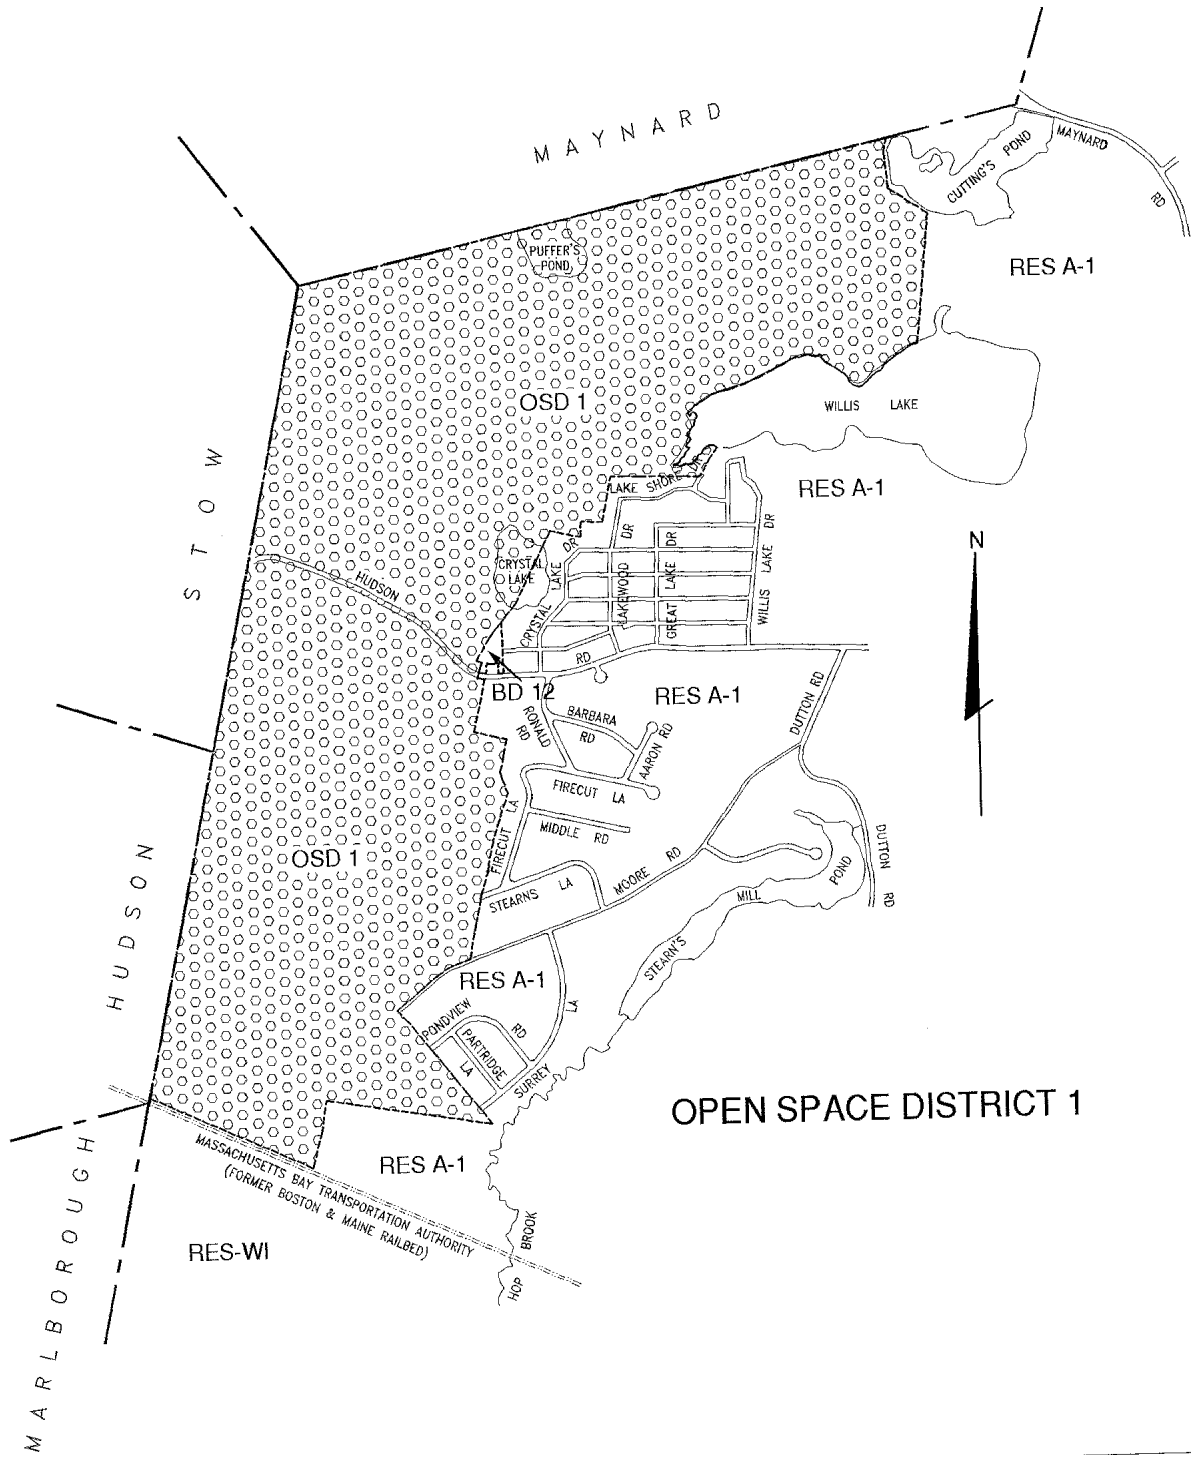 MAYNARD
CUTTING'S POND
MAYNARD
RD
RES A-1
PUFFER'S
POND
OSD 1
WILLIS LAKE
STOW
RES A-1
LAKE SHORE DR
N
CRYSTAL
LAKE
CRYSTAL LAKE DR
LAKEWOOD DR
GREAT LAKE DR
WILLIS LAKE DR
HUDSON
RD
BD 12
RES A-1
RONALD
RD
BARBARA
RD
AARON RD
DUTTON RD
FIRECUT LA
FIRECUT LA
MIDDLE RD
DUTTON RD
HUDSON
OSD 1
STEARNS LA
MOORE RD
STEARN'S MILL POND
RES A-1
PONDVIEW RD
PARTRIDGE
LA
SURREY LA
OPEN SPACE DISTRICT 1
MARLBOROUGH
MASSACHUSETTS BAY TRANSPORTATION AUTHORITY
(FORMER BOSTON & MAINE RAILBED)
RES A-1
RES-WI
HOP BROOK